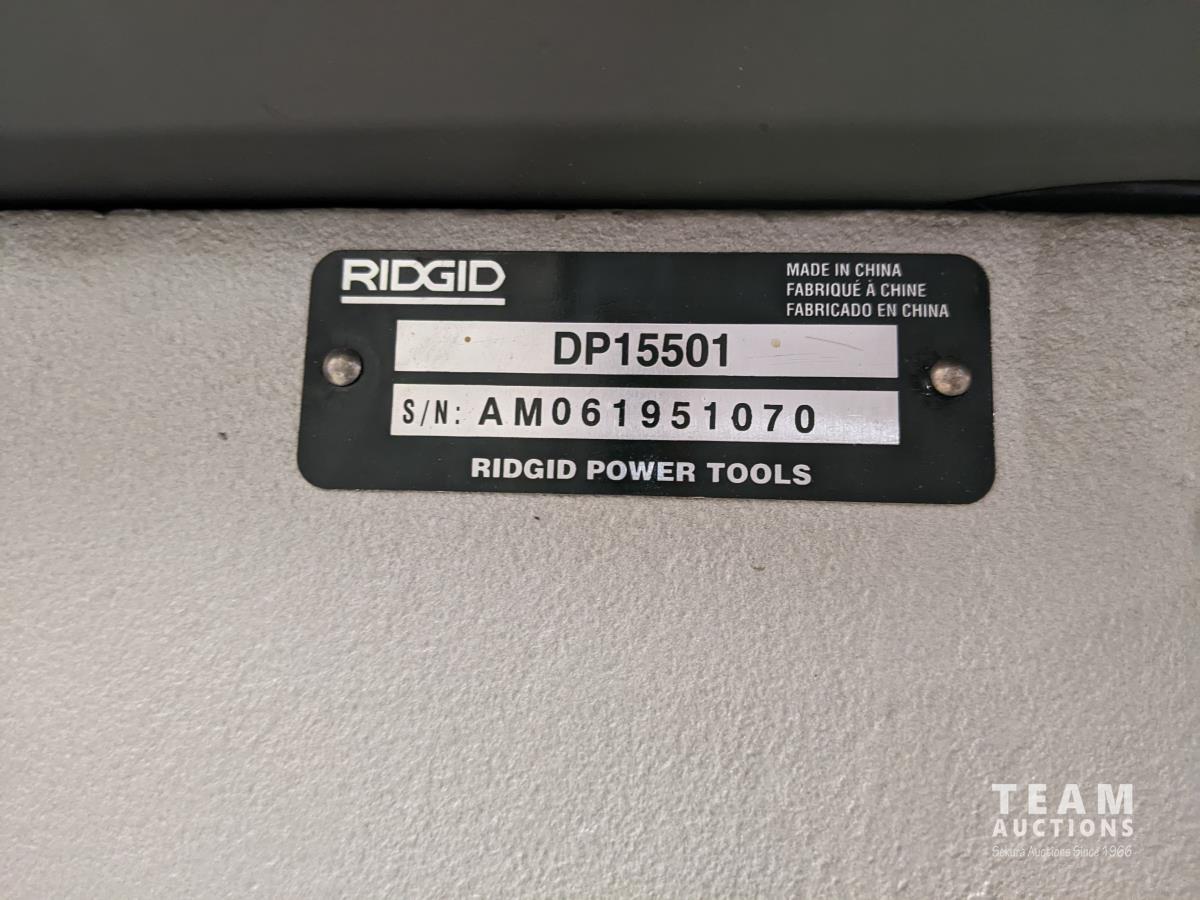 RIDGID
MADE IN CHINA
FABRIQUÉ À CHINE
FABRICADO EN CHINA
DP15501
S/N: AM061951070
RIDGID POWER TOOLS
TEAM
AUCTIONS
Sekura Auctions Since 1966